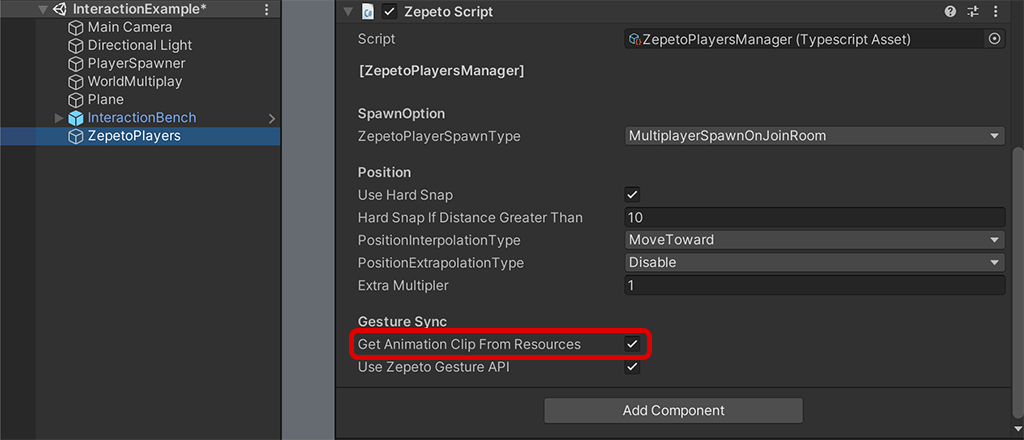 InteractionExample*
Main Camera
Directional Light
PlayerSpawner
WorldMultiplay
Plane
InteractionBench
ZepetoPlayers
Zepeto Script
Script ZepetoPlayersManager (Typescript Asset)
[ZepetoPlayersManager]
SpawnOption
ZepetoPlayerSpawnType MultiplayerSpawnOnJoinRoom
Position
Use Hard Snap
Hard Snap If Distance Greater Than 10
PositionInterpolationType MoveToward
PositionExtrapolationType Disable
Extra Multipler 1
Gesture Sync
Get Animation Clip From Resources
Use Zepeto Gesture API
Add Component